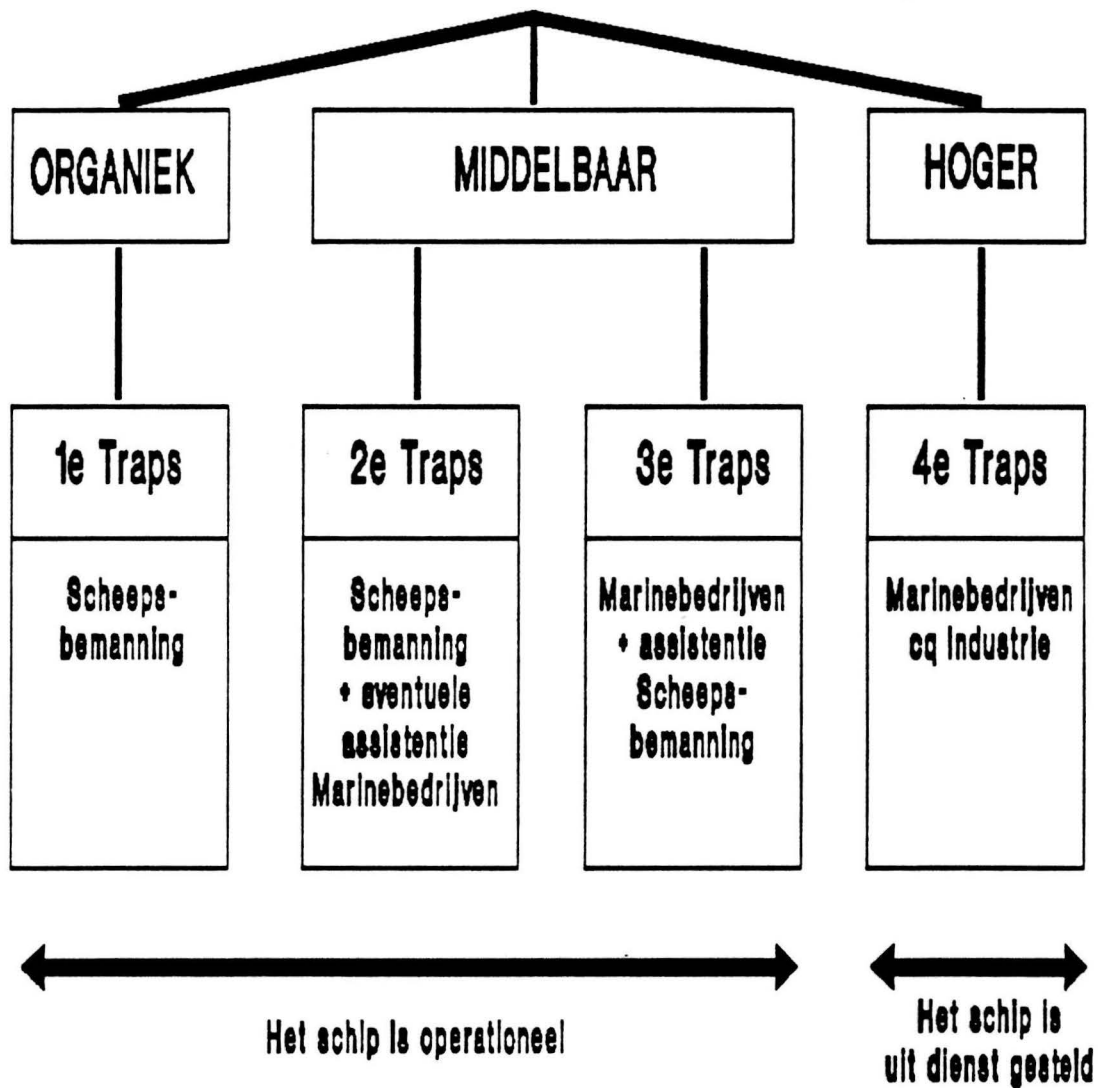 ORGANIEK
MIDDELBAAR
HOGER
1e Traps
2e Traps
3e Traps
4e Traps
Scheeps-
bemanning
Scheeps-
bemanning
+ eventuele
assistentie
Marinebedrijven
Marinebedrijven
+ assistentie
Scheeps-
bemanning
Marinebedrijven
cq industrie
Het schip is operationeel
Het schip is
uit dienst gesteld